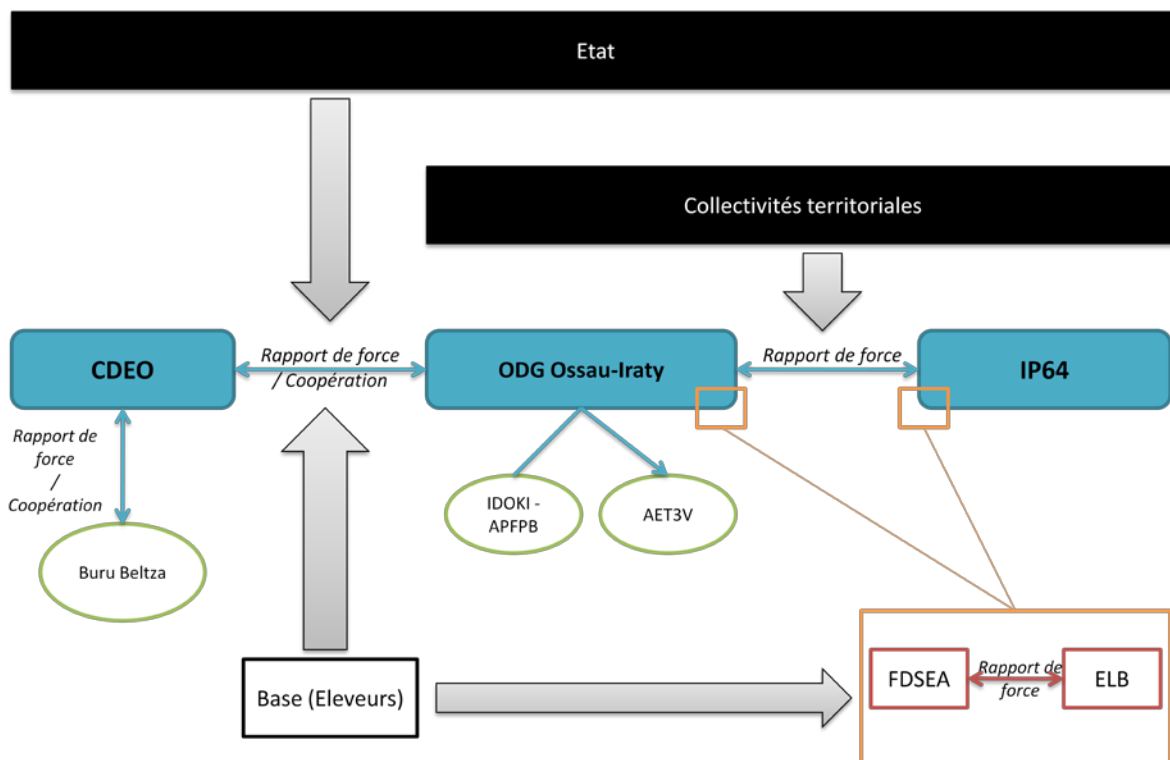 Etat
Collectivités territoriales
CDEO
Rapport de force
/ Coopération
ODG Ossau-Iraty
Rapport de force
IP64
Rapport de
force
/
Coopération
IDOKI -
APFPB
AET3V
Buru Beltza
Base (Eleveurs)
FDSEA
Rapport de
force
ELB